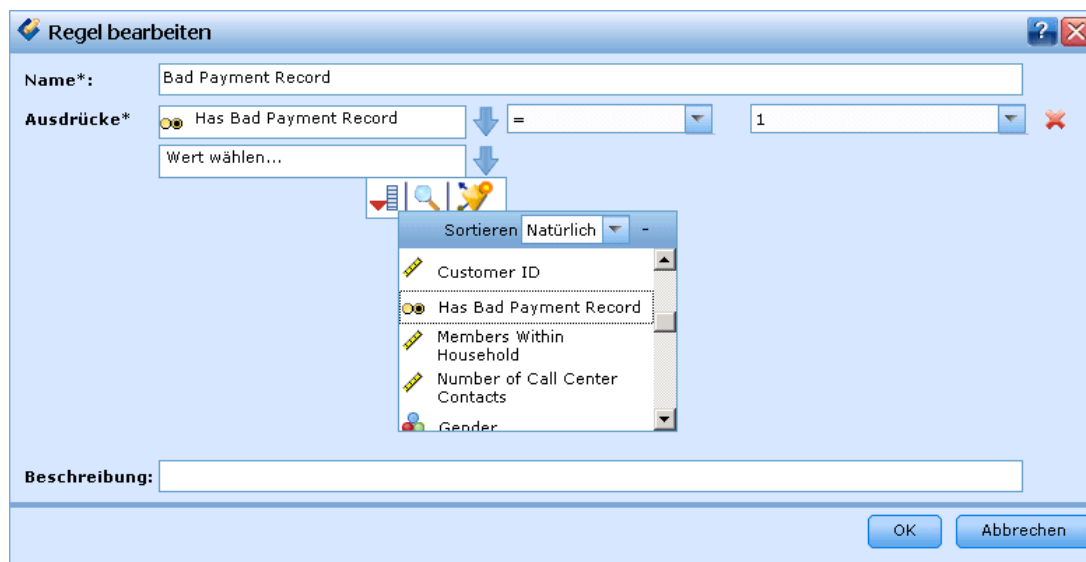 Regel bearbeiten
?
Name*:
Bad Payment Record
Ausdrücke*
Has Bad Payment Record
=
1
Wert wählen...
Sortieren Natürlich -
Customer ID
Has Bad Payment Record
Members Within
Household
Number of Call Center
Contacts
Gender
Beschreibung:
OK
Abbrechen